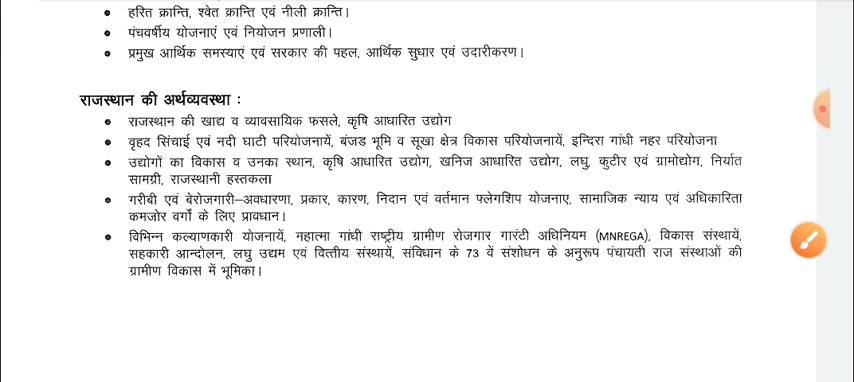 • हरित क्रान्ति, श्वेत क्रान्ति एवं नीली क्रान्ति।
• पंचवर्षीय योजनाएं एवं नियोजन प्रणाली।
• प्रमुख आर्थिक समस्याएं एवं सरकार की पहल, आर्थिक सुधार एवं उदारीकरण।
राजस्थान की अर्थव्यवस्था :
• राजस्थान की खाद्य व व्यावसायिक फसले, कृषि आधारित उद्योग
• वृहद सिंचाई एवं नदी घाटी परियोजनायें, बंजड भूमि व सूखा क्षेत्र विकास परियोजनायें, इन्दिरा गांधी नहर परियोजना
• उद्योगों का विकास व उनका स्थान, कृषि आधारित उद्योग, खनिज आधारित उद्योग, लघु, कुटीर एवं ग्रामोद्योग, निर्यात
सामग्री, राजस्थानी हस्तकला
• गरीबी एवं बेरोजगारी–अवधारणा, प्रकार, कारण, निदान एवं वर्तमान फ्लेगशिप योजनाए, सामाजिक न्याय एवं अधिकारिता
कमजोर वर्गो के लिए प्रावधान।
• विभिन्न कल्याणकारी योजनायें, महात्मा गांधी राष्ट्रीय ग्रामीण रोजगार गारंटी अधिनियम (MNREGA), विकास संस्थायें,
सहकारी आन्दोलन, लघु उद्यम एवं वित्तीय संस्थायें, संविधान के 73 वें संशोधन के अनुरूप पंचायती राज संस्थाओं की
ग्रामीण विकास में भूमिका।